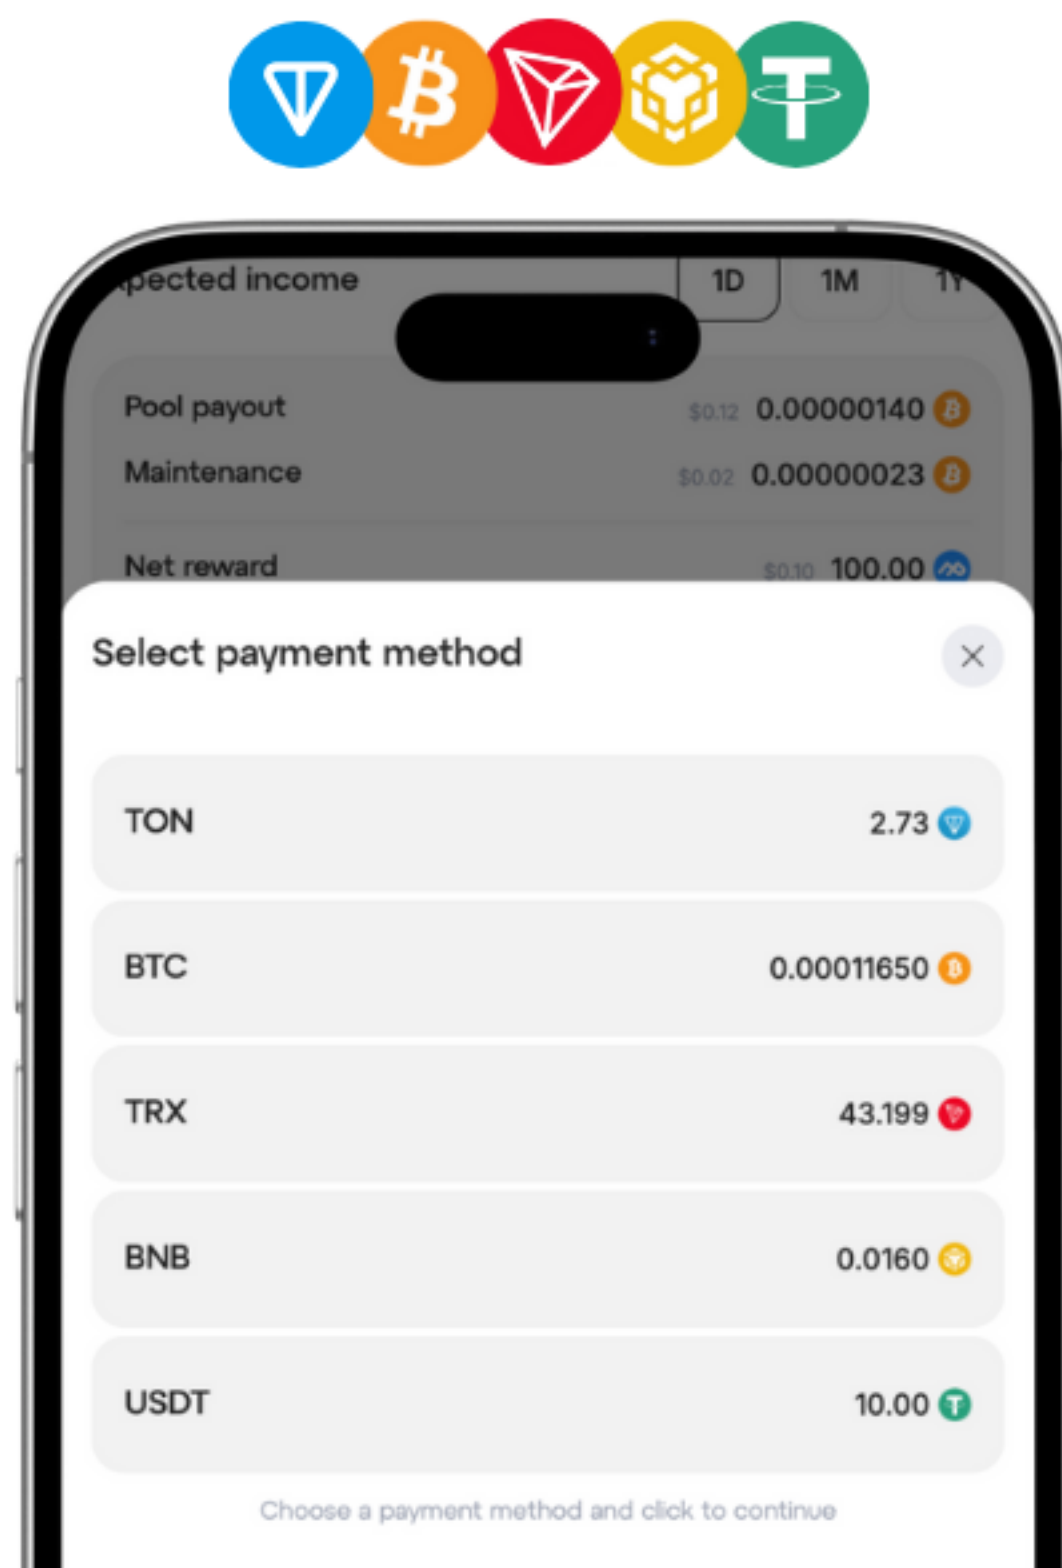 pected income 1D 1M 1Y
Pool payout $0.12 0.00000140
Maintenance $0.02 0.00000023
Net reward $0.10 100.00
Select payment method
TON 2.73
BTC 0.00011650
TRX 43.199
BNB 0.0160
USDT 10.00
Choose a payment method and click to continue